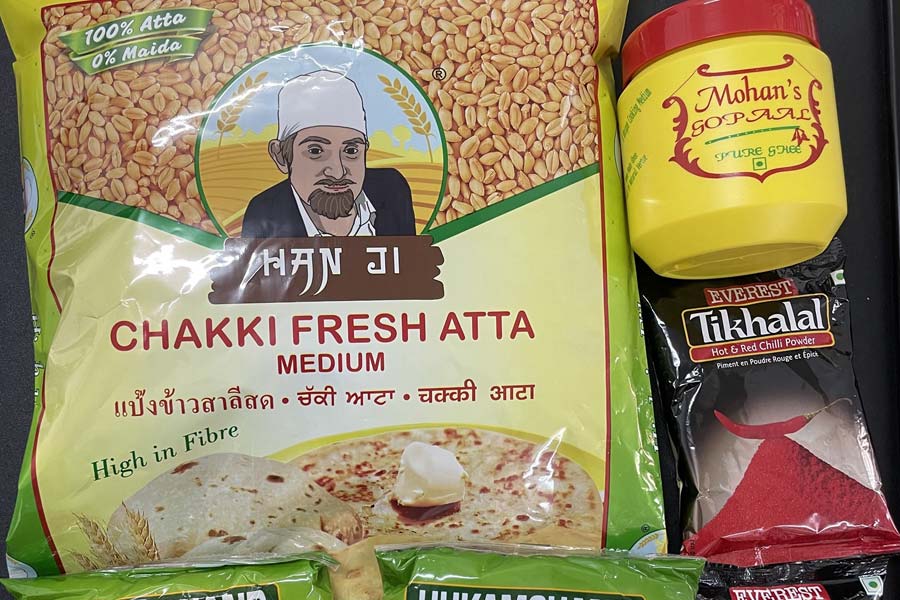 100% Atta
0% Maida
®
HAN JI
CHAKKI FRESH ATTA
MEDIUM
แป้งข้าวสาลีสด • ਚੱਕੀ ਆਟਾ • चक्की आटा
High in Fibre
Mohan's
GOPAAL
PURE GHEE
EVEREST
Tikhalal
Hot & Red Chilli Powder
Piment en Poudre Rouge et Épicé
EVEREST